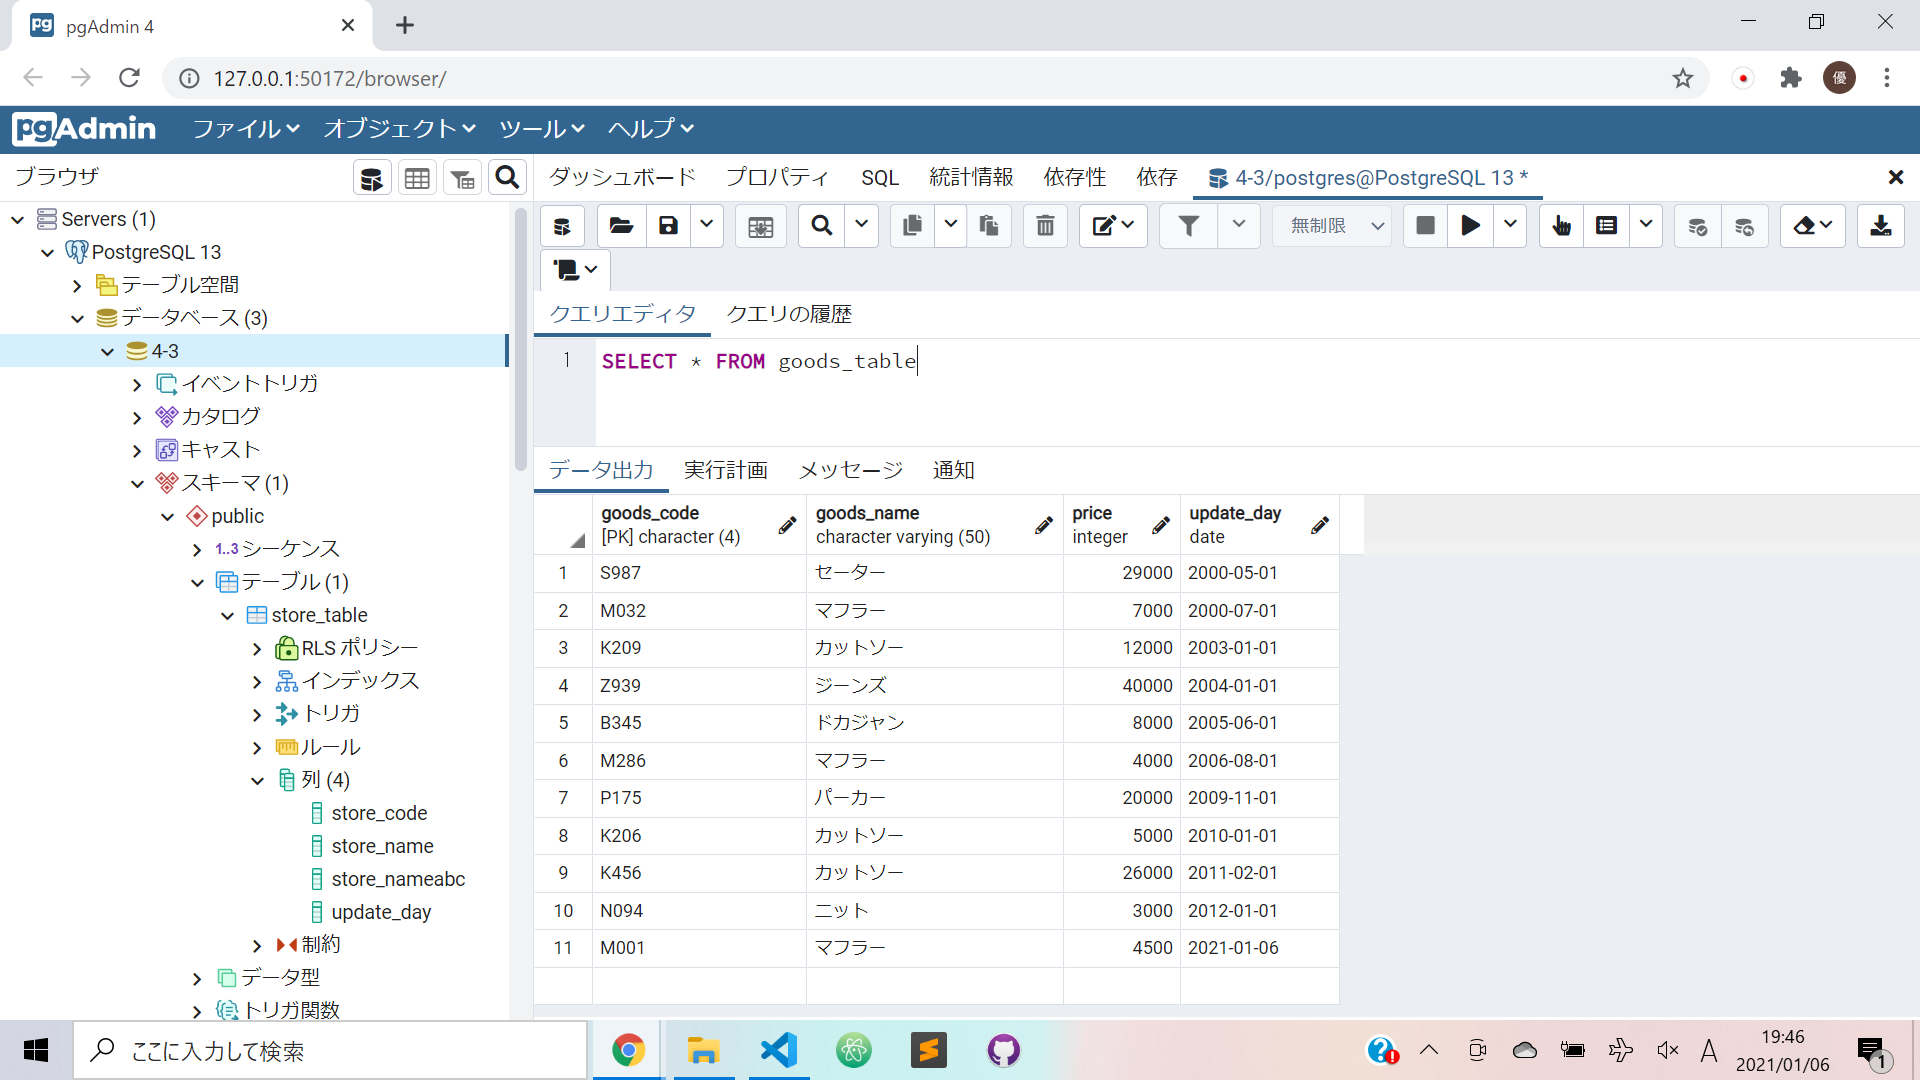 pgAdmin 4
127.0.0.1:50172/browser/
優
pgAdmin ファイル オブジェクト ツール ヘルプ
ブラウザ
ダッシュボード プロパティ SQL 統計情報 依存性 依存 4-3/postgres@PostgreSQL 13 *
無制限
Servers (1)
PostgreSQL 13
テーブル空間
データベース (3)
4-3
イベントトリガ
カタログ
キャスト
スキーマ (1)
public
1..3 シーケンス
テーブル (1)
store_table
RLS ポリシー
インデックス
トリガ
ルール
列 (4)
store_code
store_name
store_nameabc
update_day
制約
データ型
トリガ関数
クエリエディタ クエリの履歴
1 SELECT * FROM goods_table
データ出力 実行計画 メッセージ 通知
goods_code goods_name price update_day
[PK] character (4) character varying (50) integer date
1 S987 セーター 29000 2000-05-01
2 M032 マフラー 7000 2000-07-01
3 K209 カットソー 12000 2003-01-01
4 Z939 ジーンズ 40000 2004-01-01
5 B345 ドカジャン 8000 2005-06-01
6 M286 マフラー 4000 2006-08-01
7 P175 パーカー 20000 2009-11-01
8 K206 カットソー 5000 2010-01-01
9 K456 カットソー 26000 2011-02-01
10 N094 ニット 3000 2012-01-01
11 M001 マフラー 4500 2021-01-06
ここに入力して検索
A
19:46
2021/01/06
1